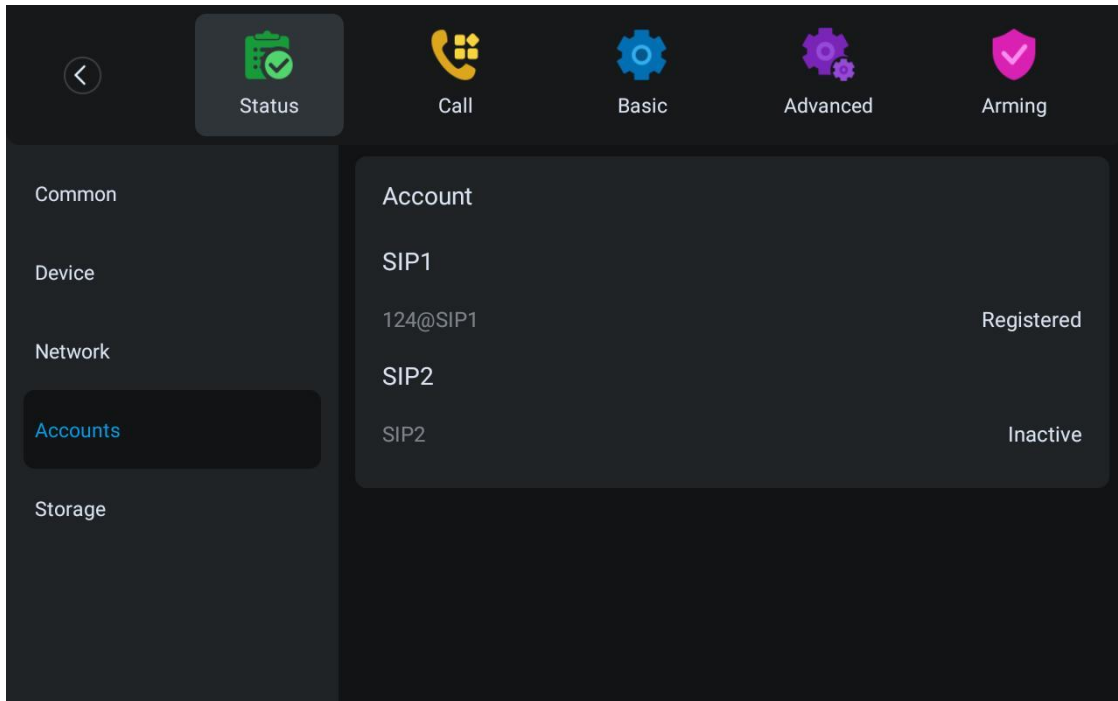 Status
Call
Basic
Advanced
Arming
Common
Device
Network
Accounts
Storage
Account
SIP1
124@SIP1 Registered
SIP2
SIP2 Inactive